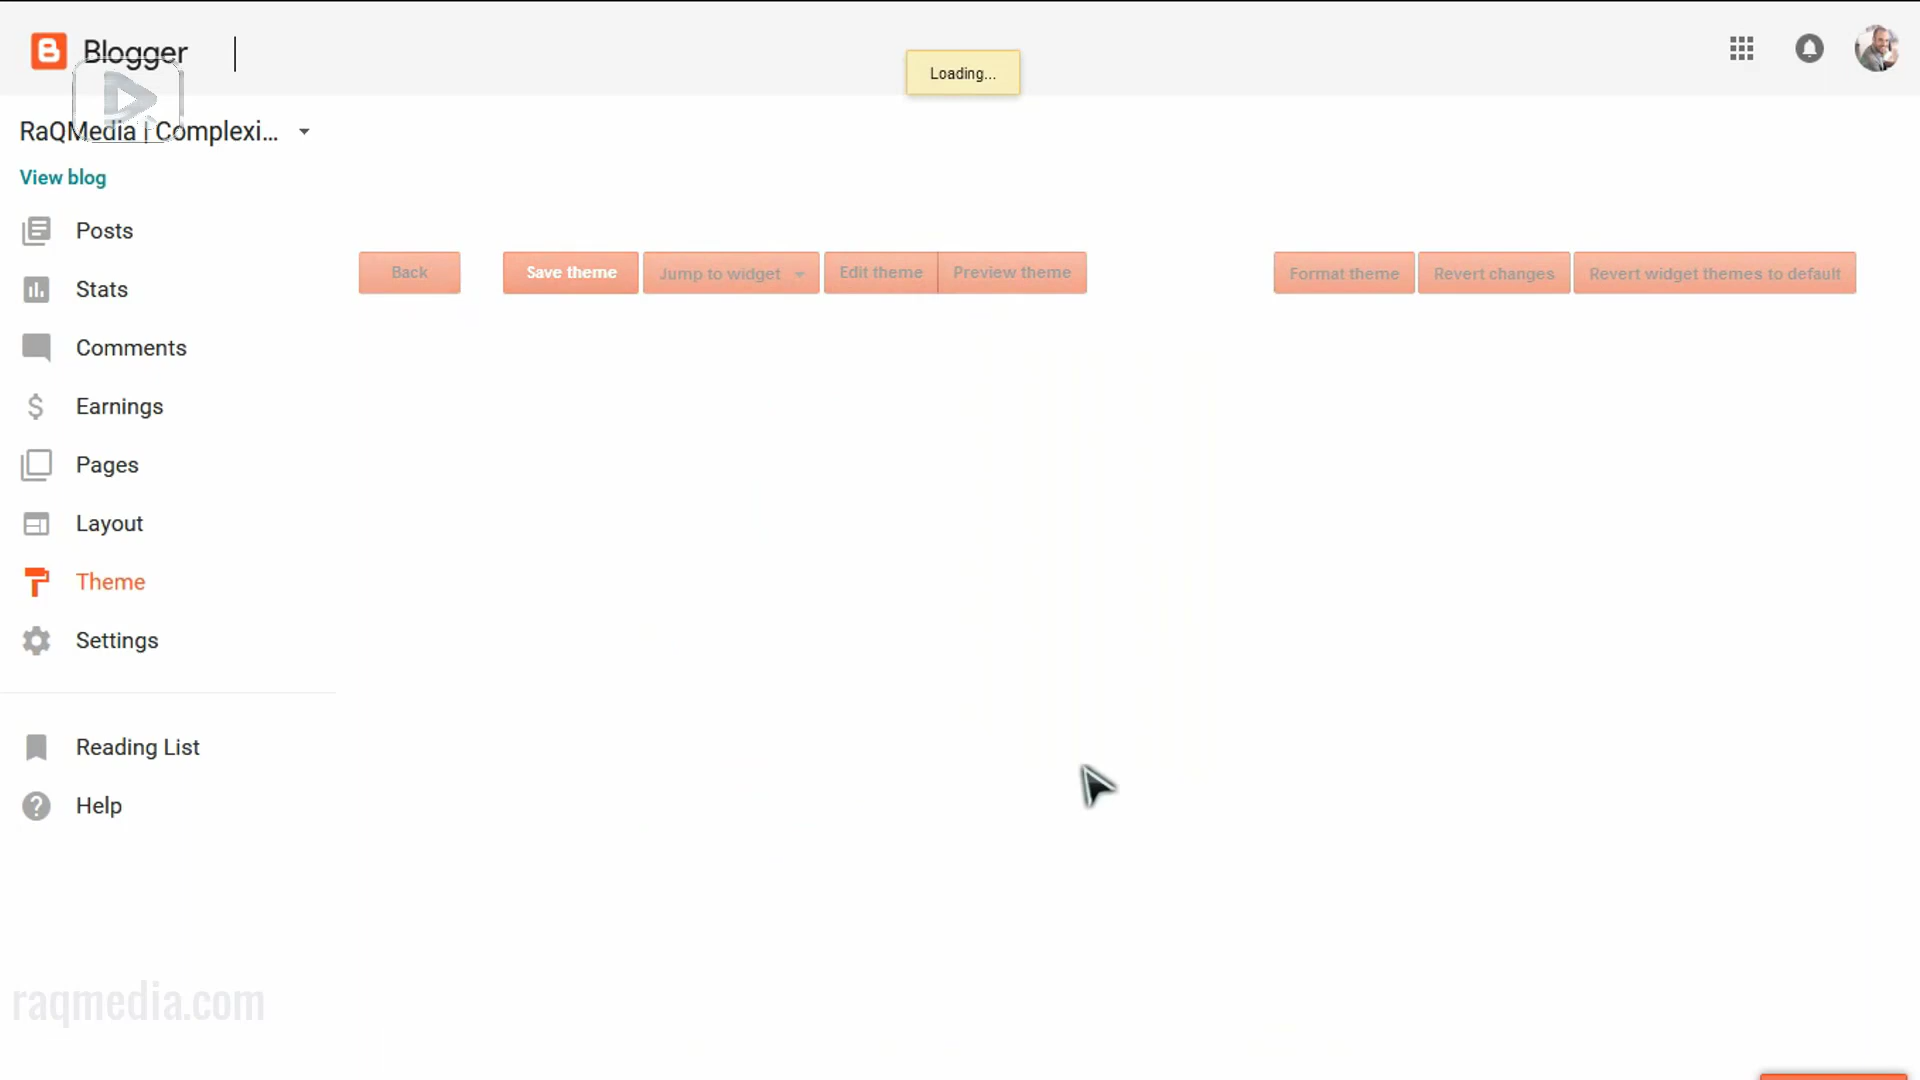 Blogger
Loading...
RaQMedia | Complexi...
View blog
Posts
Stats
Comments
Earnings
Pages
Layout
Theme
Settings
Reading List
Help
Back
Save theme
Jump to widget
Edit theme
Preview theme
Format theme
Revert changes
Revert widget themes to default
raqmedia.com